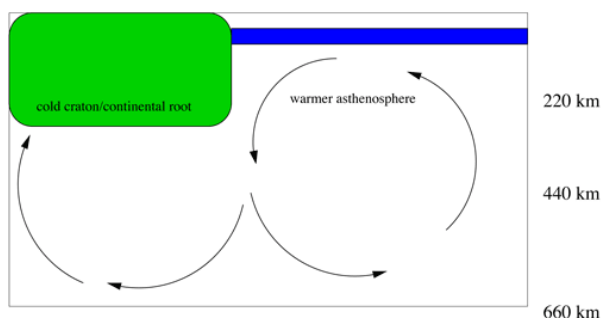 cold craton/continental root
warmer asthenosphere
220 km
440 km
660 km